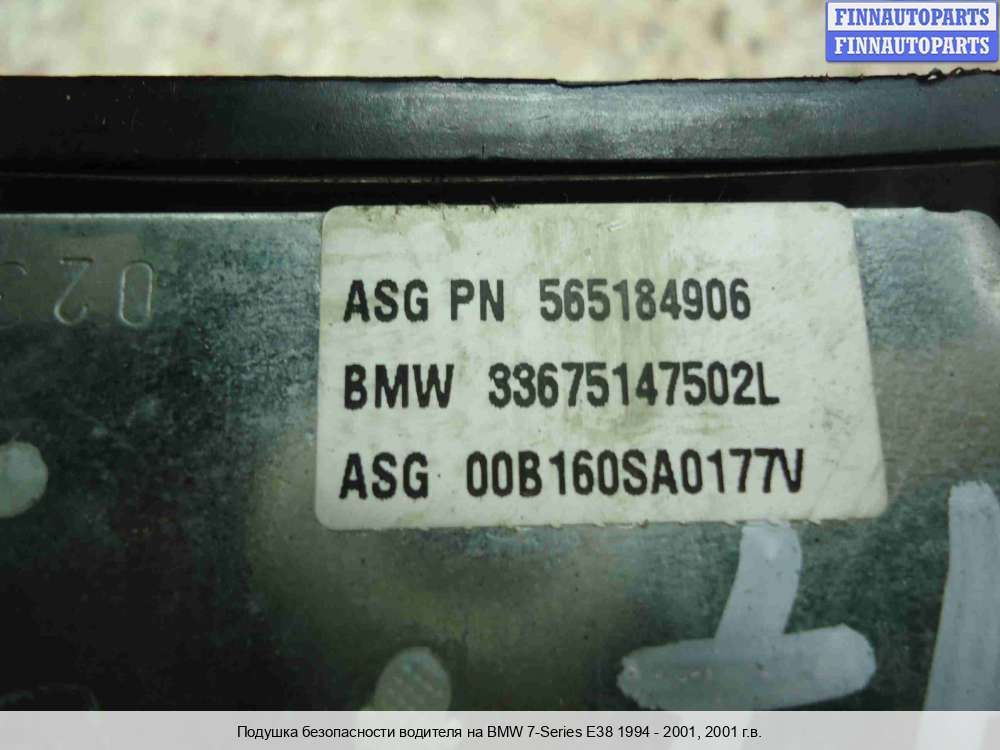 FINNAUTOPARTS
FINNAUTOPARTS
ASG PN 565184906
BMW 33675147502L
ASG 00B160SA0177V
Подушка безопасности водителя на BMW 7-Series E38 1994 - 2001, 2001 г.в.